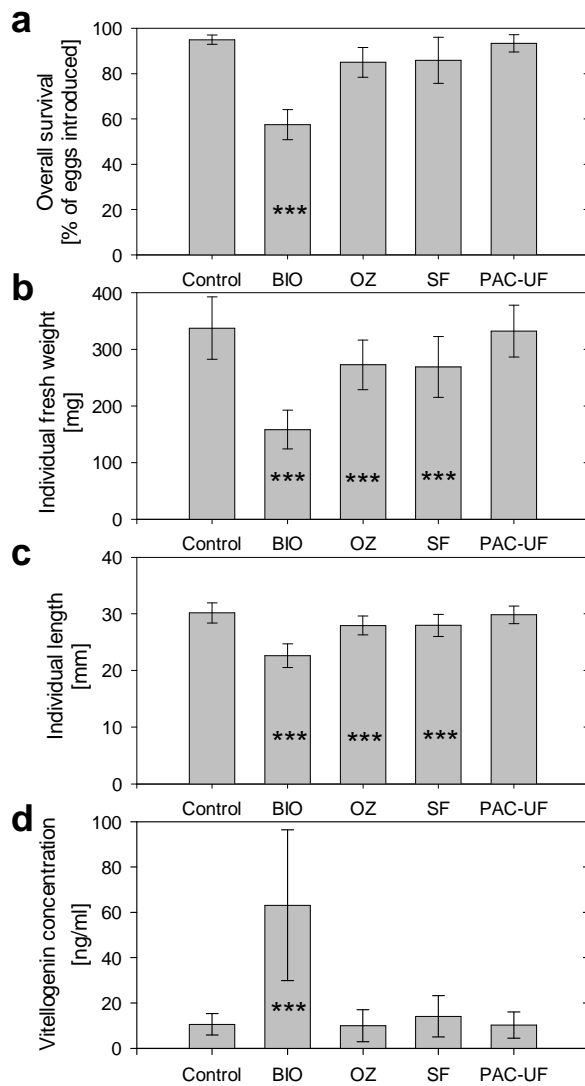 a
Overall survival
[% of eggs introduced]
100
80
60
40
20
0
***
Control BIO OZ SF PAC-UF
b
Individual fresh weight
[mg]
400
300
200
100
0
*** *** ***
Control BIO OZ SF PAC-UF
c
Individual length
[mm]
40
30
20
10
0
*** *** ***
Control BIO OZ SF PAC-UF
d
Vitellogenin concentration
[ng/ml]
100
80
60
40
20
0
***
Control BIO OZ SF PAC-UF